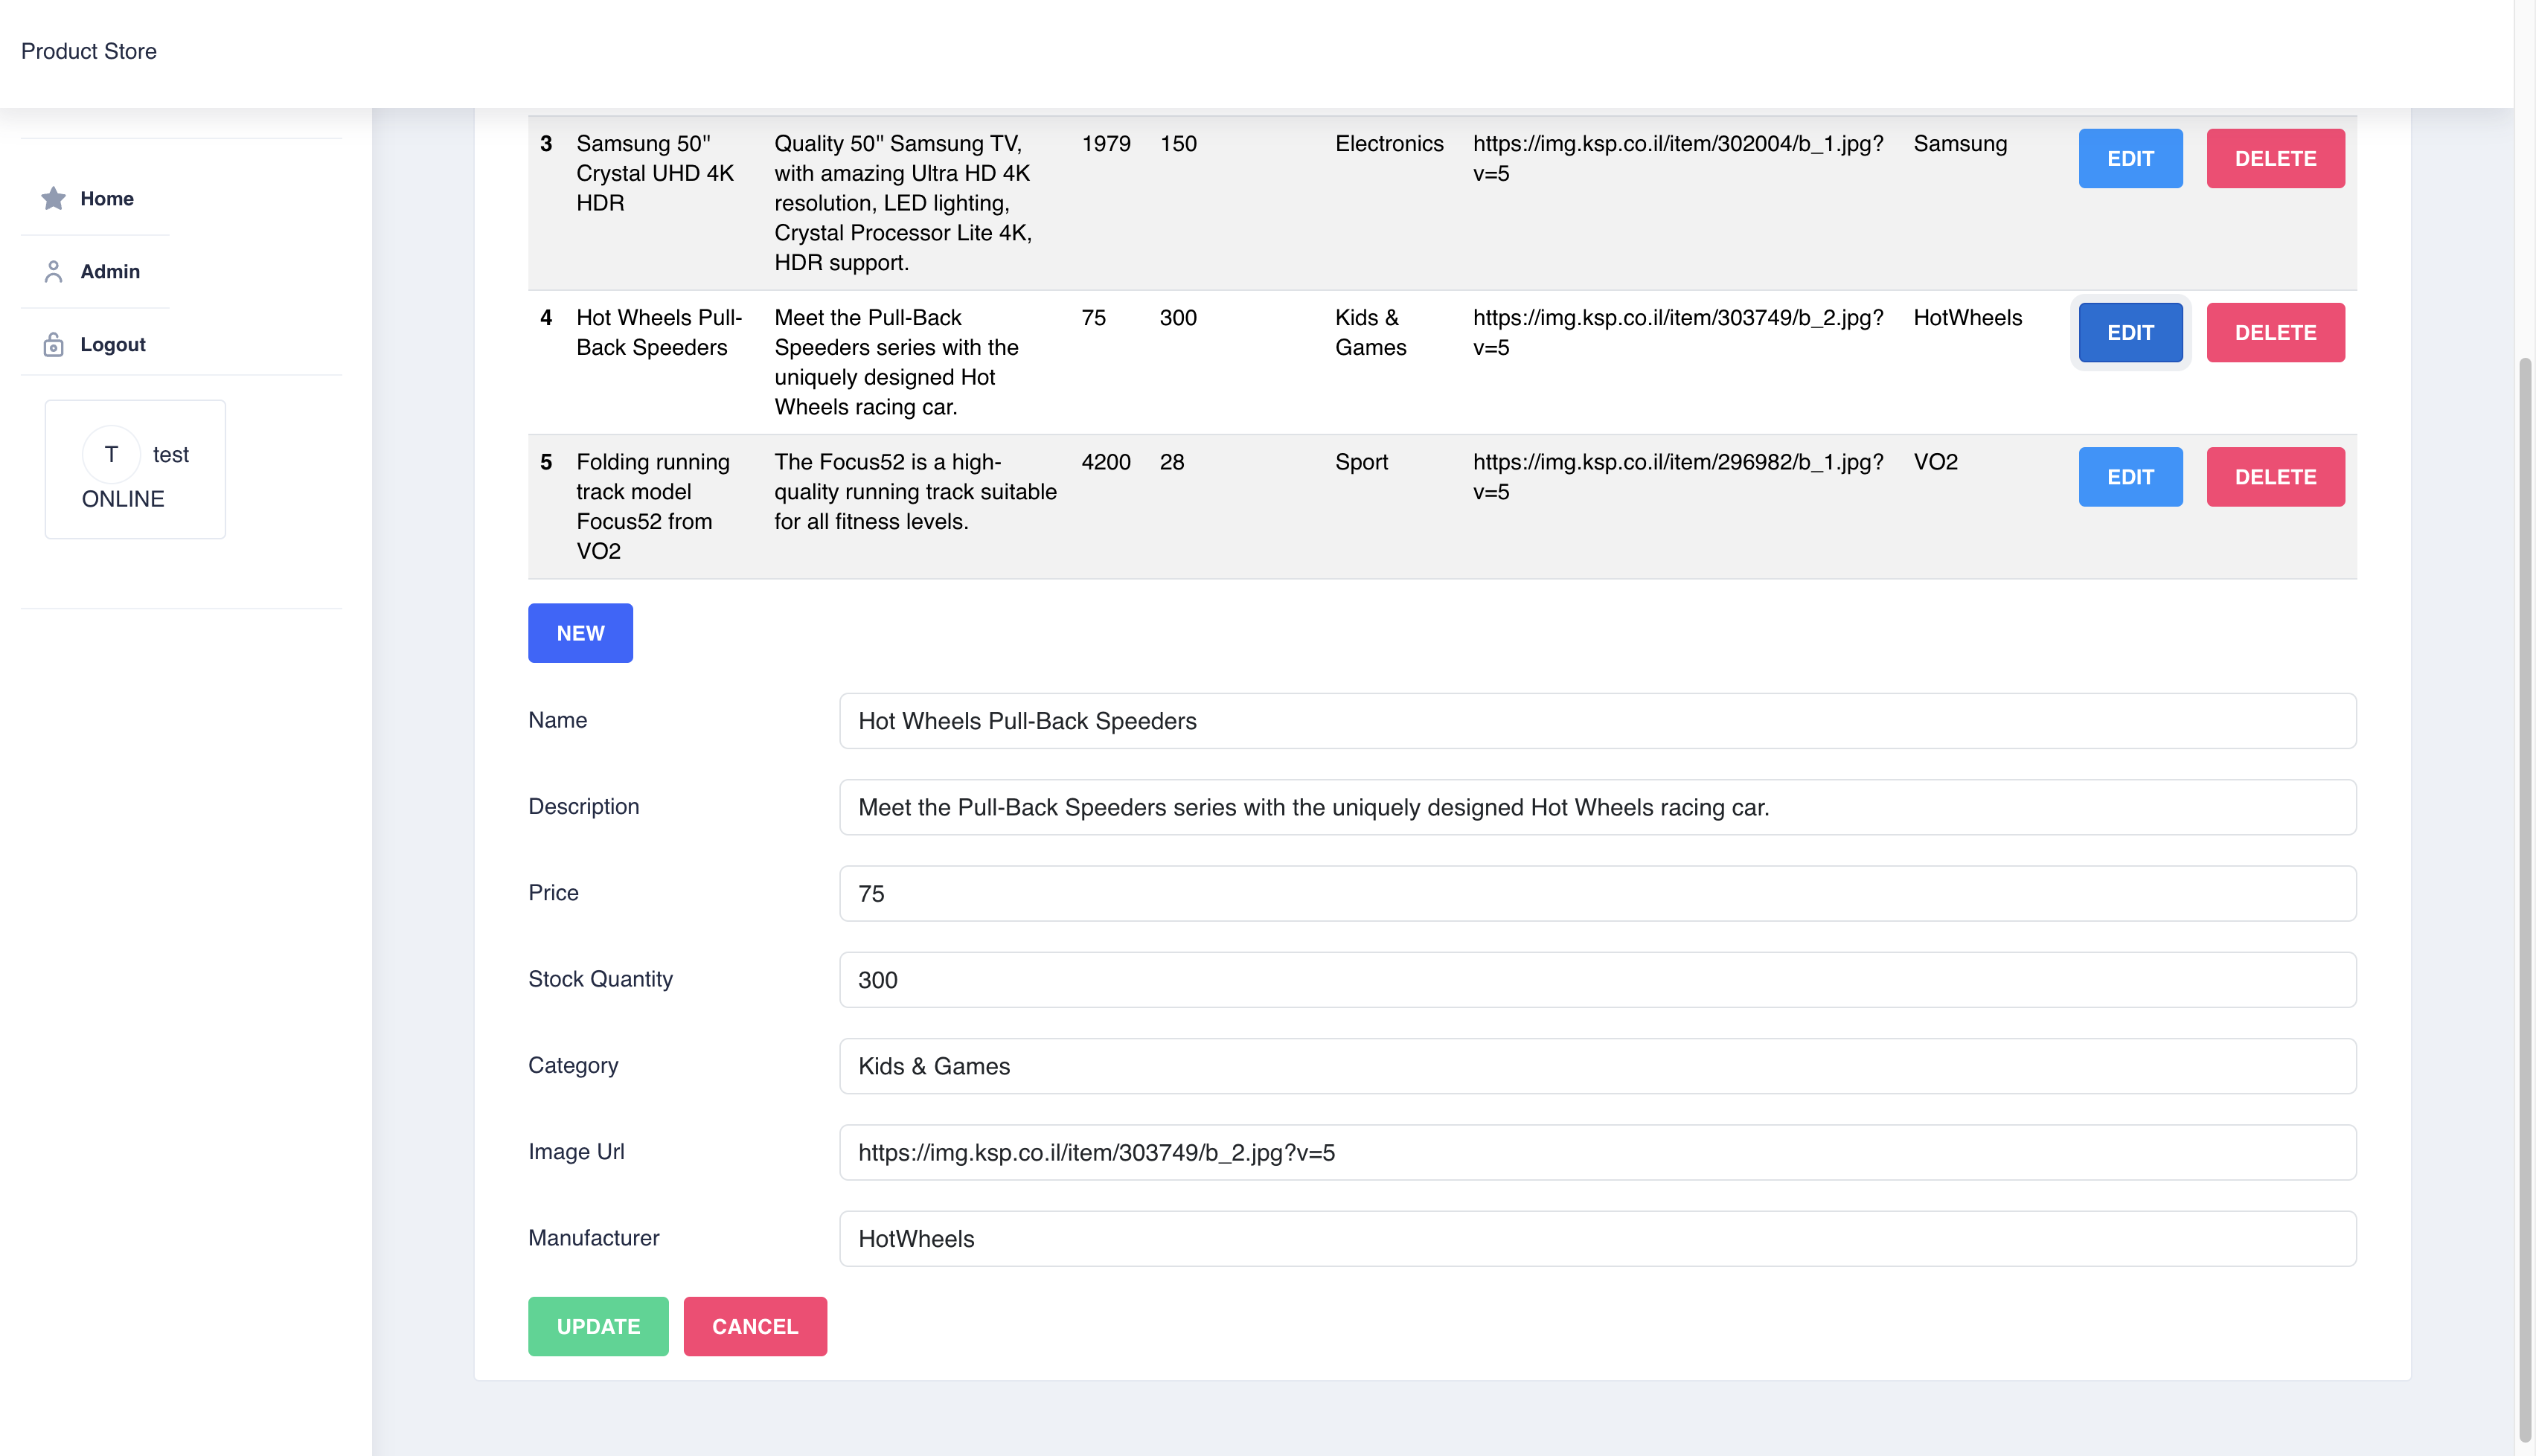 Product Store
Home
Admin
Logout
T test
ONLINE
3 Samsung 50" Quality 50" Samsung TV, 1979 150 Electronics https://img.ksp.co.il/item/302004/b_1.jpg? Samsung EDIT DELETE
Crystal UHD 4K with amazing Ultra HD 4K v=5
HDR resolution, LED lighting,
Crystal Processor Lite 4K,
HDR support.
4 Hot Wheels Pull- Meet the Pull-Back 75 300 Kids & https://img.ksp.co.il/item/303749/b_2.jpg? HotWheels EDIT DELETE
Back Speeders Speeders series with the Games v=5
uniquely designed Hot
Wheels racing car.
5 Folding running The Focus52 is a high- 4200 28 Sport https://img.ksp.co.il/item/296982/b_1.jpg? VO2 EDIT DELETE
track model quality running track suitable v=5
Focus52 from for all fitness levels.
VO2
NEW
Name Hot Wheels Pull-Back Speeders
Description Meet the Pull-Back Speeders series with the uniquely designed Hot Wheels racing car.
Price 75
Stock Quantity 300
Category Kids & Games
Image Url https://img.ksp.co.il/item/303749/b_2.jpg?v=5
Manufacturer HotWheels
UPDATE CANCEL